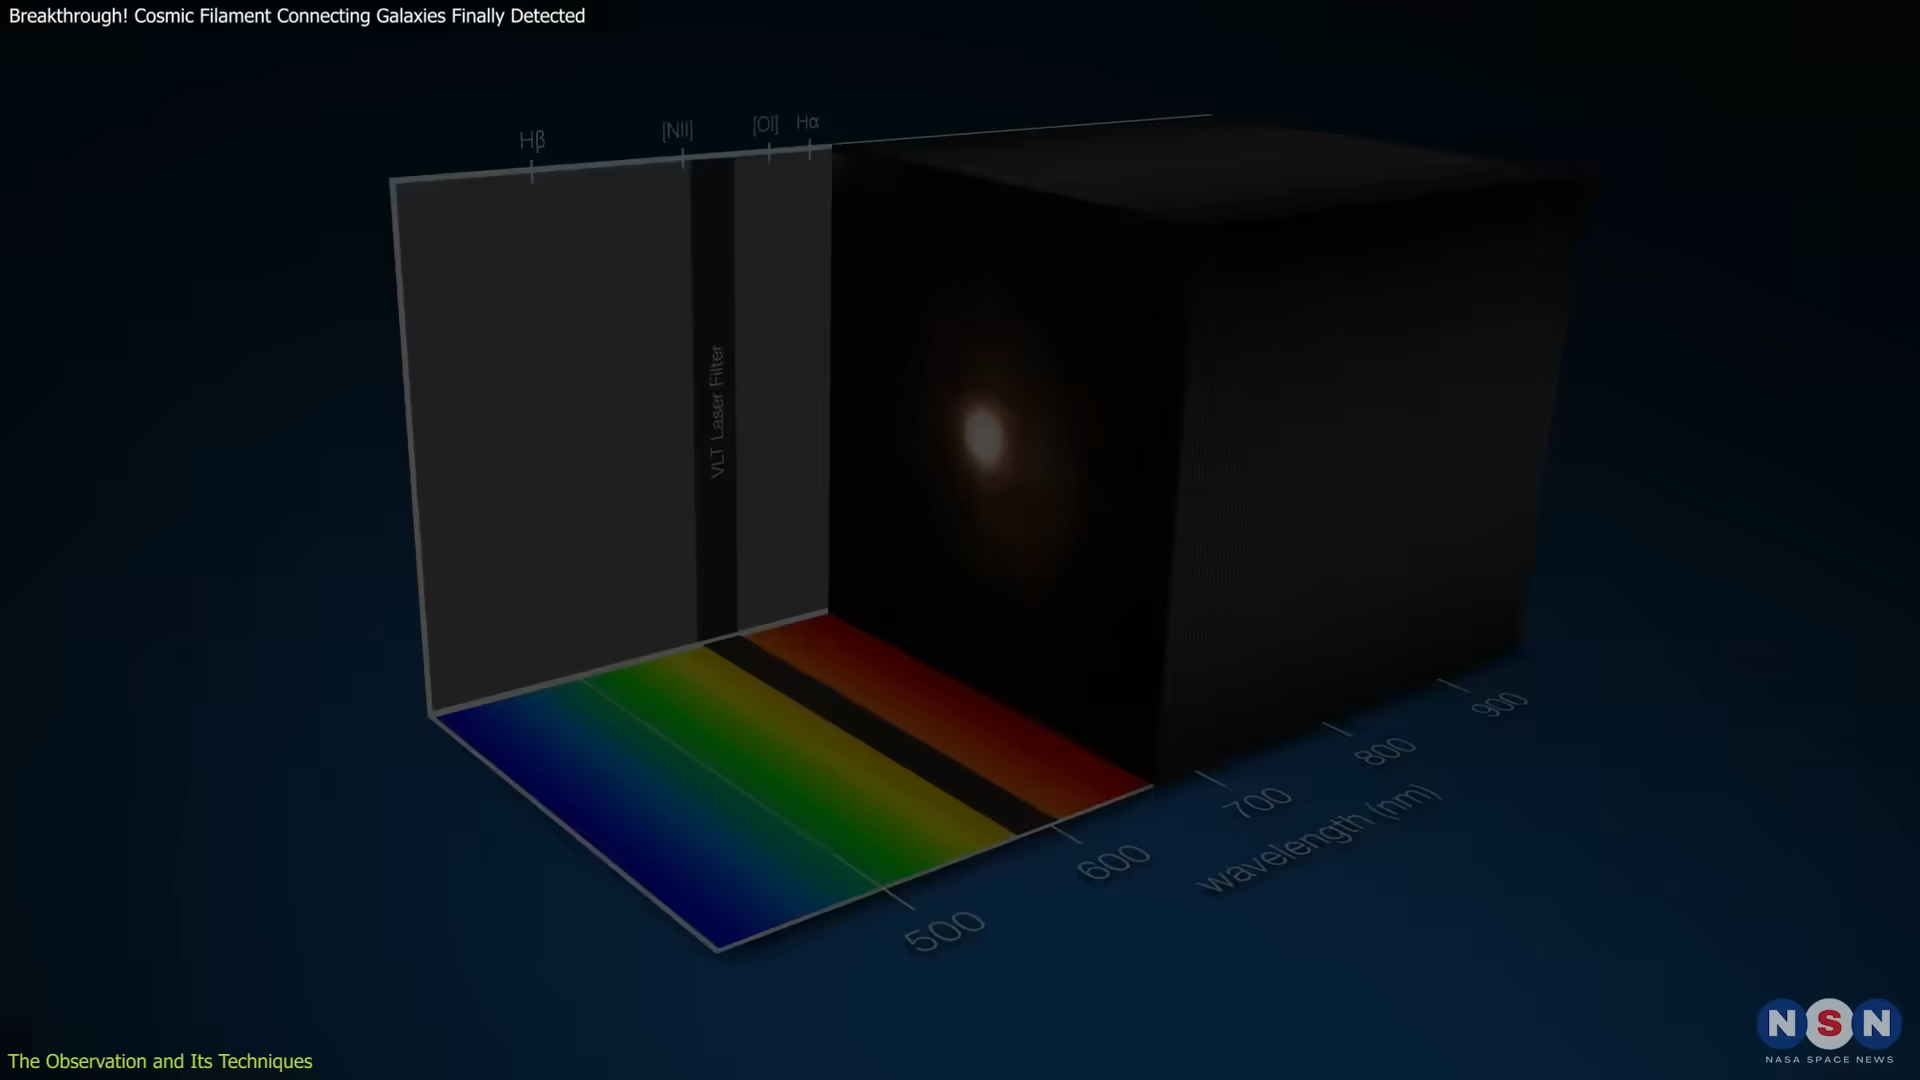 Breakthrough! Cosmic Filament Connecting Galaxies Finally Detected
Hβ [NII] [OI] Hα
VLT Laser Filter
500 600 700 800 900
wavelength (nm)
The Observation and Its Techniques
NSN
NASA SPACE NEWS